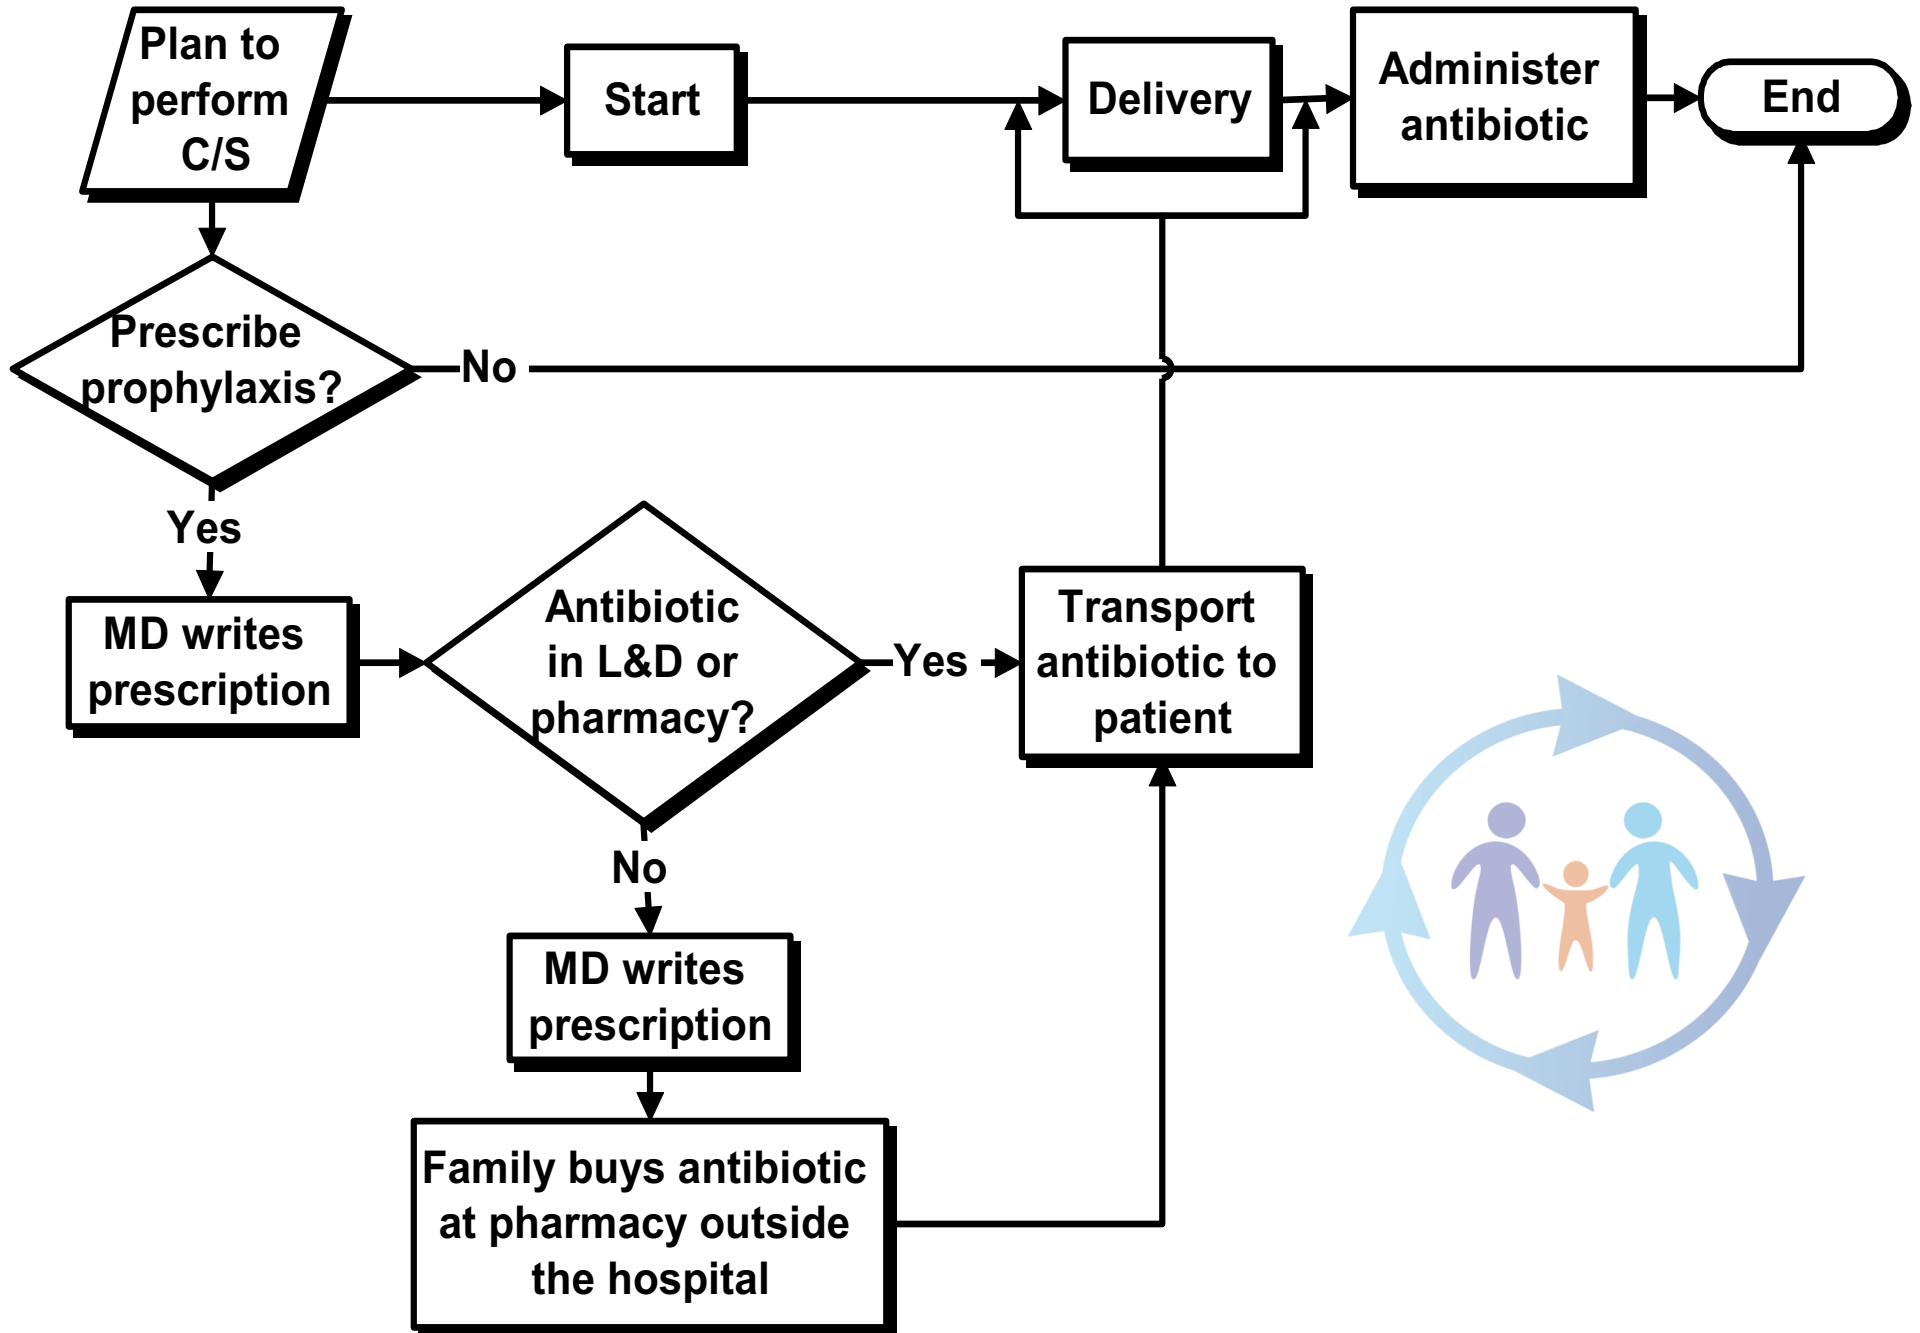 Plan to
perform
C/S
Start
Delivery
Administer
antibiotic
End
Prescribe
prophylaxis?
No
Yes
MD writes
prescription
Antibiotic
in L&D or
pharmacy?
Yes
Transport
antibiotic to
patient
No
MD writes
prescription
Family buys antibiotic
at pharmacy outside
the hospital